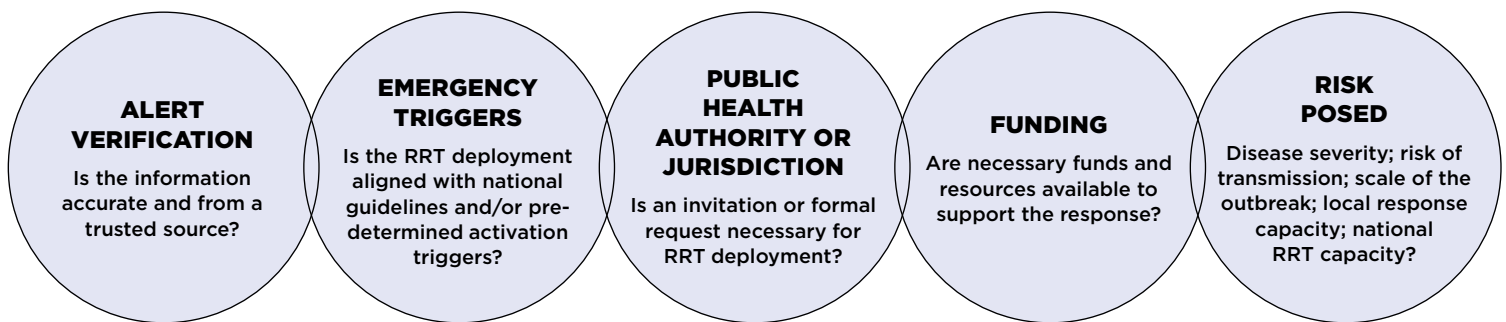 ALERT
VERIFICATION
Is the information
accurate and from a
trusted source?
EMERGENCY
TRIGGERS
Is the RRT deployment
aligned with national
guidelines and/or pre-
determined activation
triggers?
PUBLIC
HEALTH
AUTHORITY OR
JURISDICTION
Is an invitation or formal
request necessary for
RRT deployment?
FUNDING
Are necessary funds and
resources available to
support the response?
RISK
POSED
Disease severity; risk of
transmission; scale of the
outbreak; local response
capacity; national
RRT capacity?